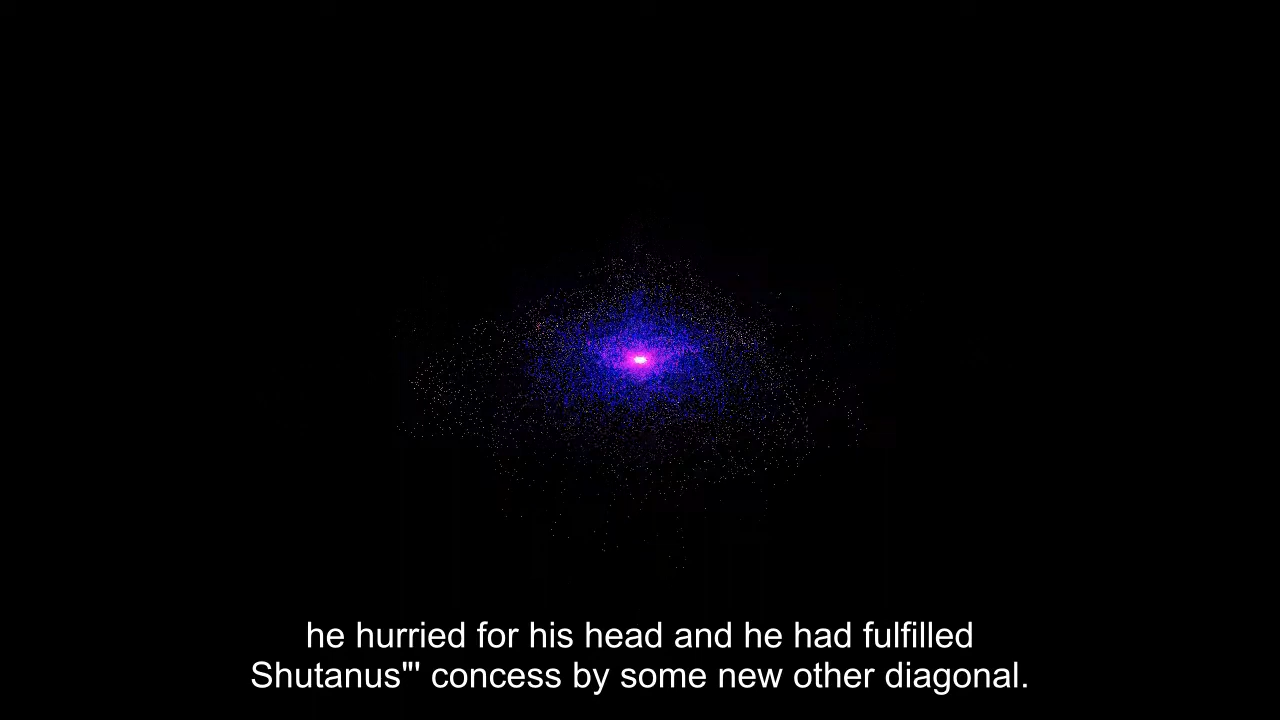 he hurried for his head and he had fulfilled
Shutanus"' concess by some new other diagonal.